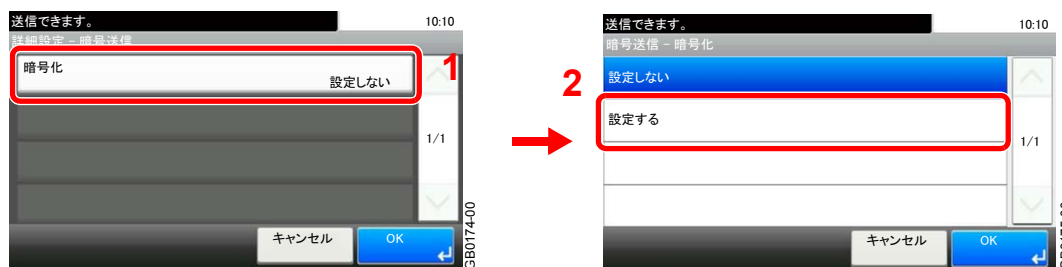 送信できます。
10:10
詳細設定 - 暗号送信
暗号化
設定しない
1
1/1
キャンセル
OK
GB0174-00
送信できます。
10:10
暗号送信 - 暗号化
2
設定しない
設定する
1/1
キャンセル
OK